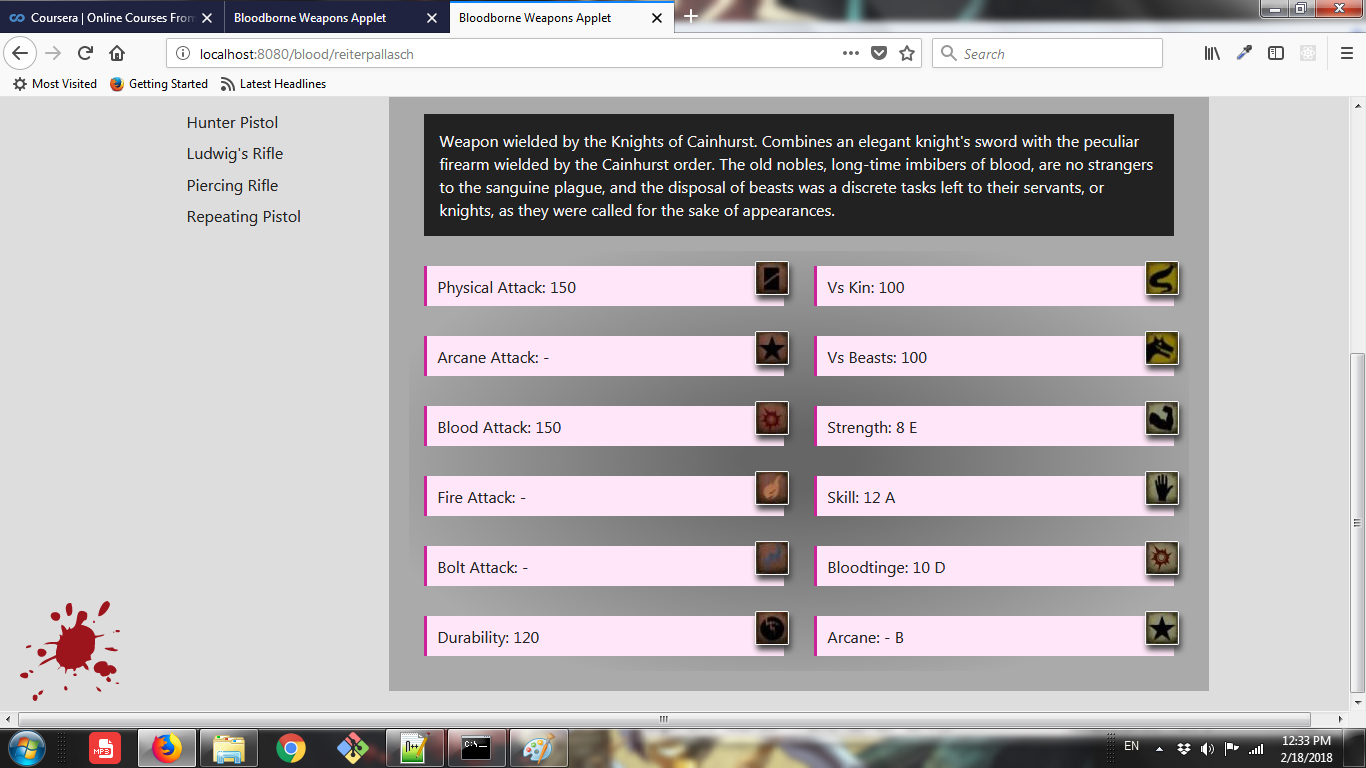 Coursera | Online Courses From
Bloodborne Weapons Applet
Bloodborne Weapons Applet
localhost:8080/blood/reiterpallasch
Search
Most Visited
Getting Started
Latest Headlines
Hunter Pistol
Ludwig's Rifle
Piercing Rifle
Repeating Pistol
Weapon wielded by the Knights of Cainhurst. Combines an elegant knight's sword with the peculiar
firearm wielded by the Cainhurst order. The old nobles, long-time imbibers of blood, are no strangers
to the sanguine plague, and the disposal of beasts was a discrete tasks left to their servants, or
knights, as they were called for the sake of appearances.
Physical Attack: 150
Vs Kin: 100
Arcane Attack: -
Vs Beasts: 100
Blood Attack: 150
Strength: 8 E
Fire Attack: -
Skill: 12 A
Bolt Attack: -
Bloodtinge: 10 D
Durability: 120
Arcane: - B
MP3
C:\_
EN
12:33 PM
2/18/2018